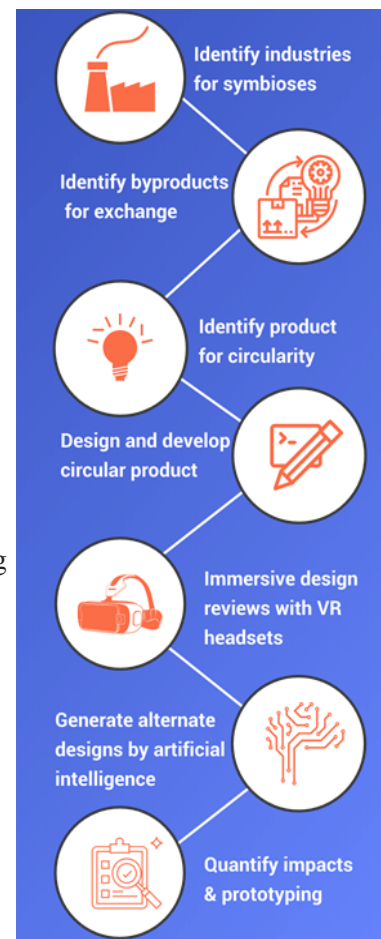 Identify industries
for symbioses
Identify byproducts
for exchange
Identify product
for circularity
Design and develop
circular product
g
Immersive design
reviews with VR
headsets
Generate alternate
designs by artificial
intelligence
Quantify impacts
& prototyping